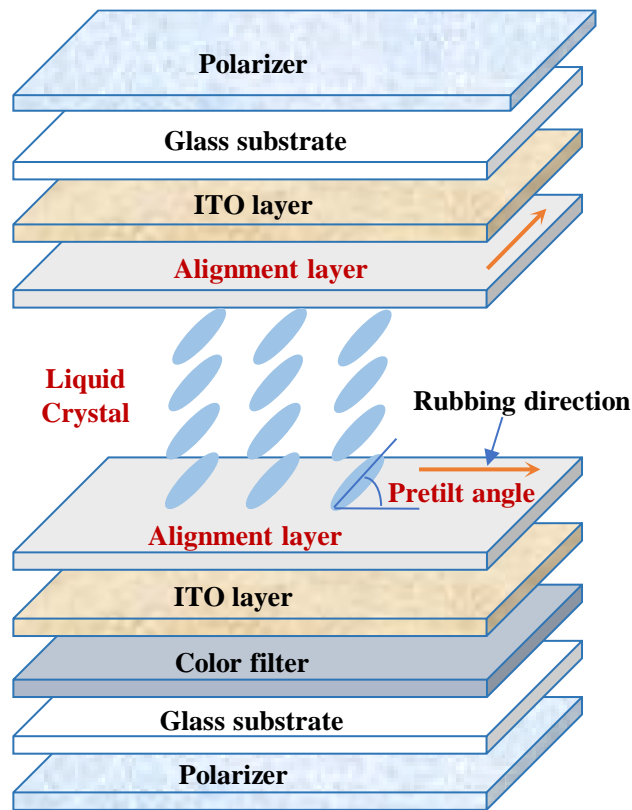 Polarizer
Glass substrate
ITO layer
Alignment layer
Liquid
Crystal
Rubbing direction
Pretilt angle
Alignment layer
ITO layer
Color filter
Glass substrate
Polarizer